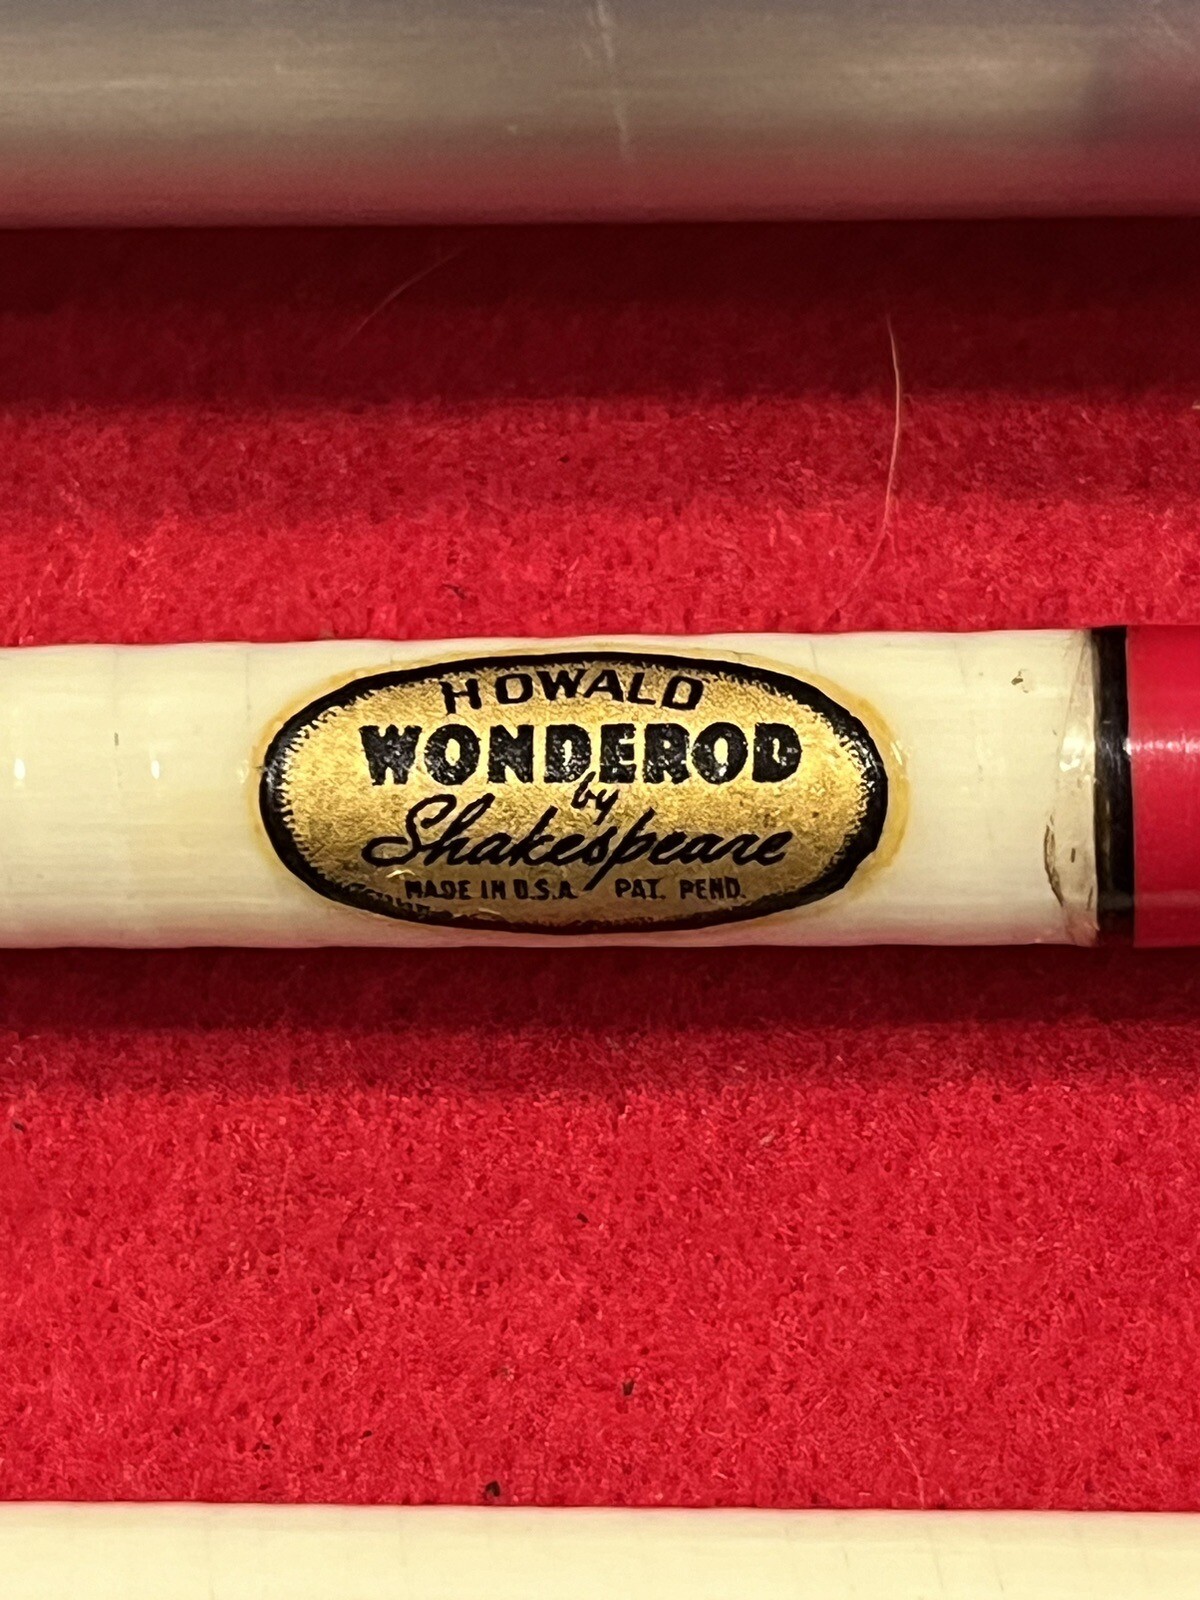 HOWALD
WONDEROD
by
Shakespeare
MADE IN U.S.A. PAT. PEND.